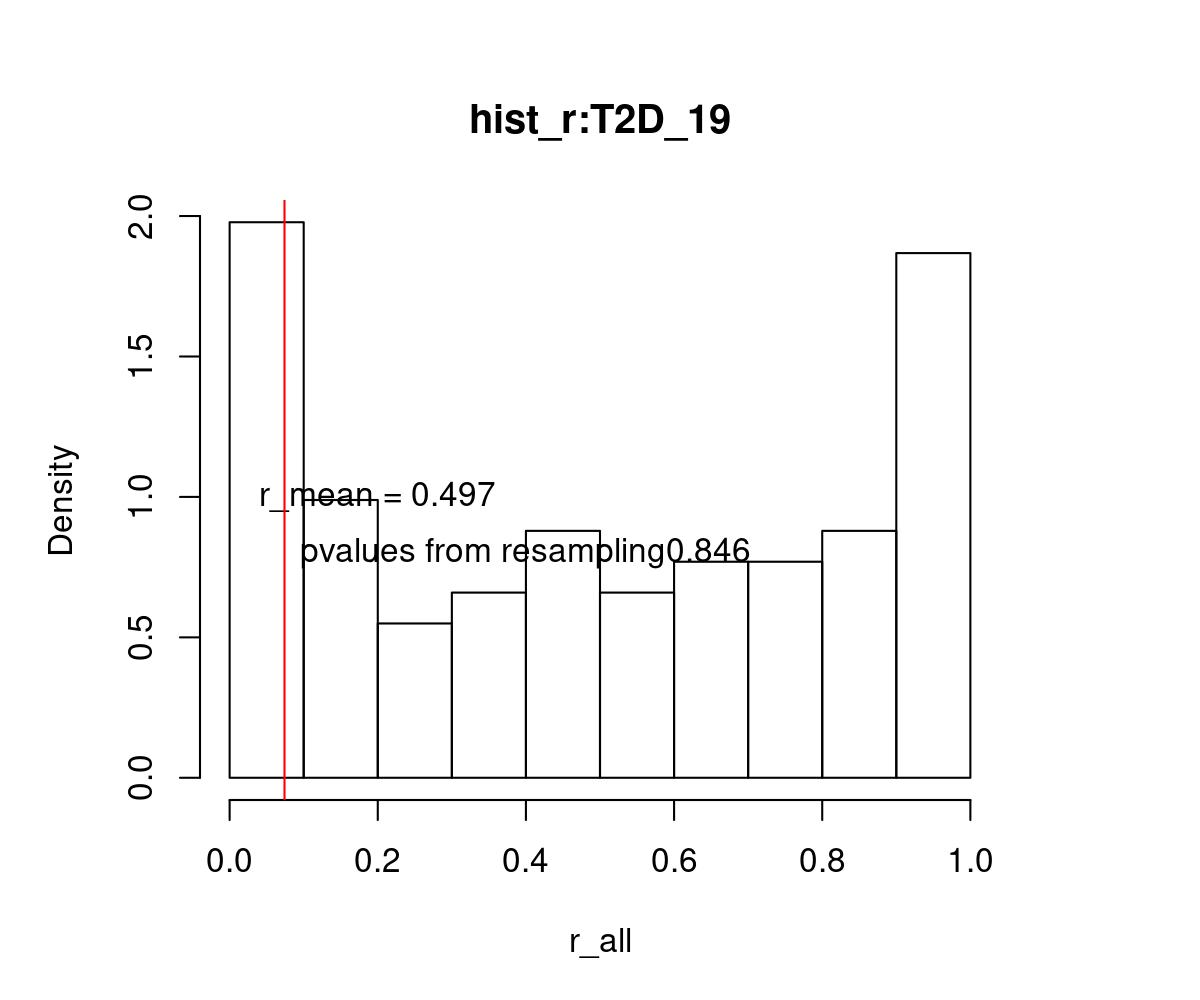 hist_r:T2D_19
2.0
1.5
1.0
0.5
0.0
Density
r_mean = 0.497
pvalues from resampling0.846
0.0 0.2 0.4 0.6 0.8 1.0
r_all